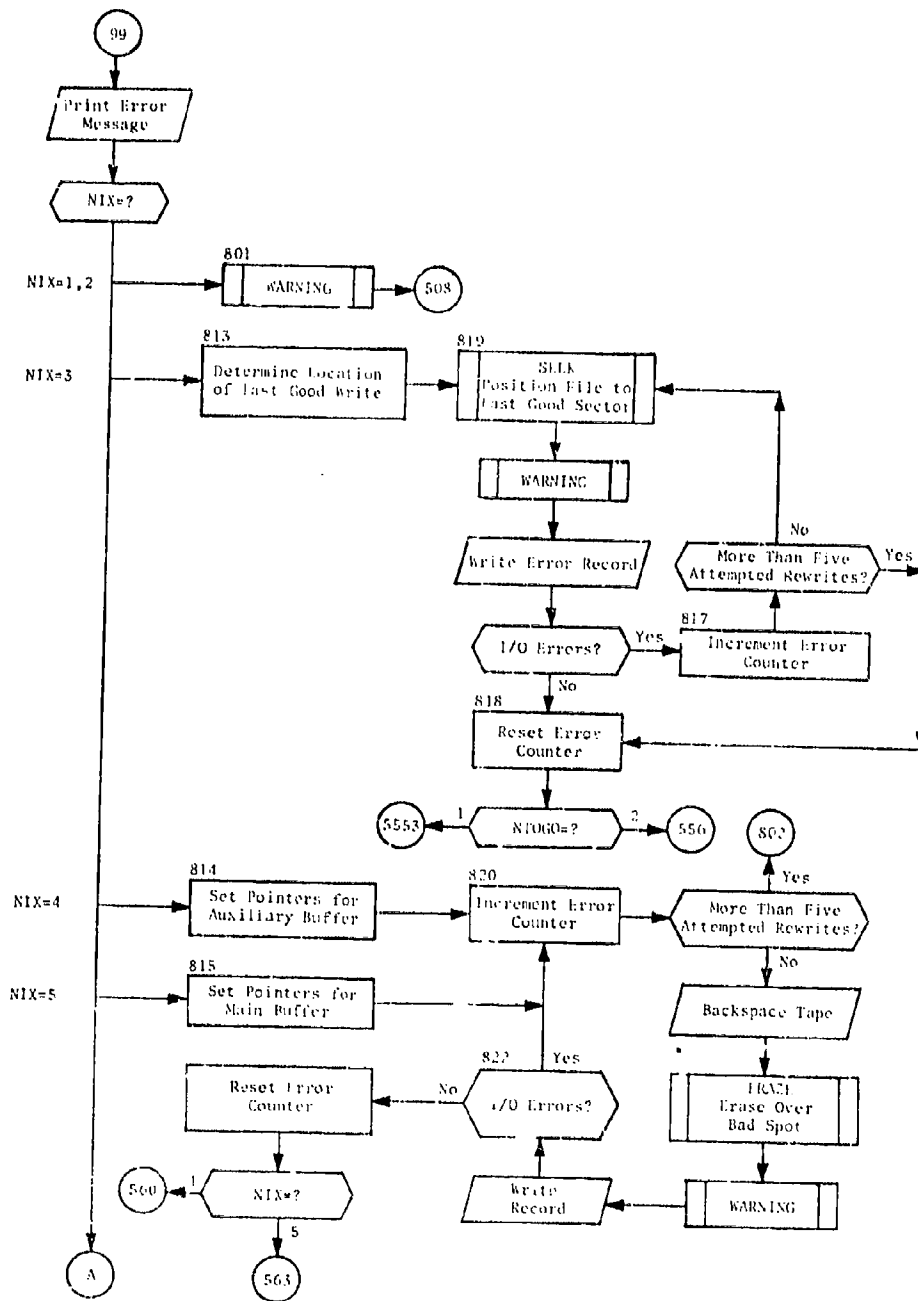 99
Print Error
Message
NIX=?
NIX=1,2
801
WARNING
508
NIX=3
813
Determine Location
of Last Good Write
819
SEEK
Position File to
Last Good Sector
WARNING
Write Error Record
No
More Than Five
Attempted Rewrites?
Yes
I/O Errors?
Yes
817
Increment Error
Counter
No
818
Reset Error
Counter
5553
1
NTOGO=?
2
556
802
Yes
NIX=4
814
Set Pointers for
Auxiliary Buffer
820
Increment Error
Counter
More Than Five
Attempted Rewrites?
No
NIX=5
815
Set Pointers for
Main Buffer
Backspace Tape
Reset Error
Counter
No
822
Yes
I/O Errors?
ERAZE
Erase Over
Bad Spot
560
NIX=?
5
563
Write
Record
WARNING
A